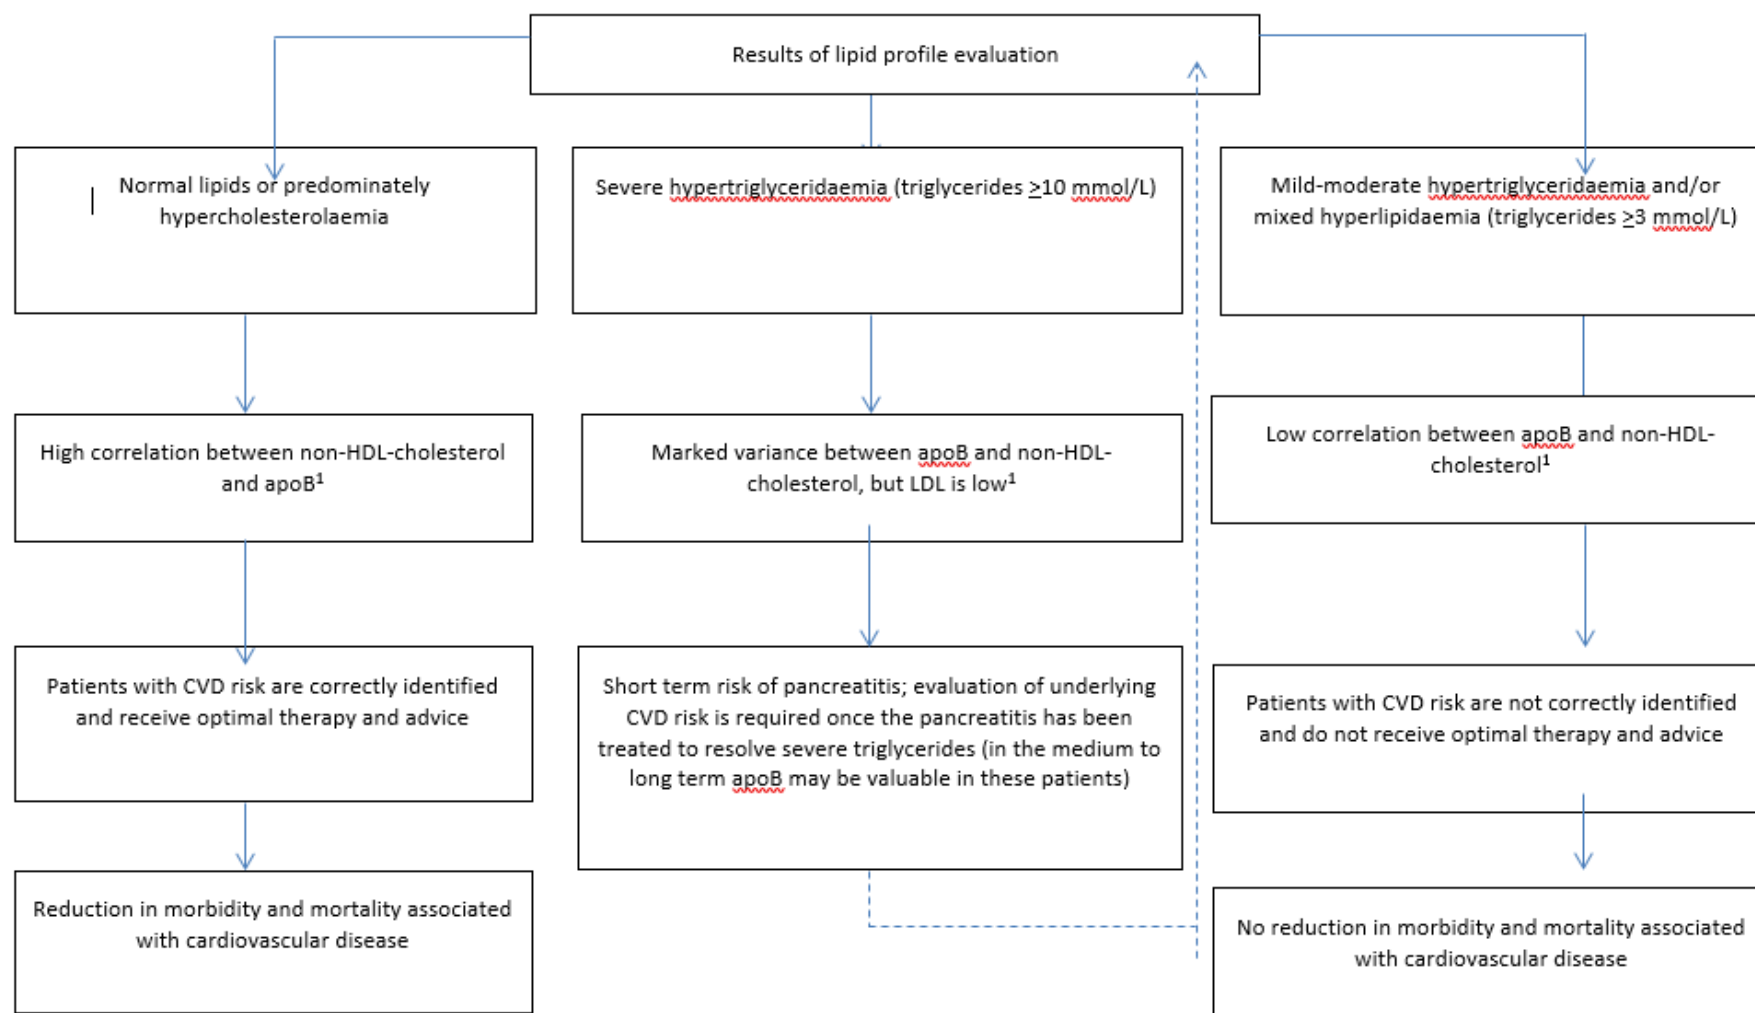 Results of lipid profile evaluation
Normal lipids or predominately
hypercholesterolaemia
Severe hypertriglyceridaemia (triglycerides ≥10 mmol/L)
Mild-moderate hypertriglyceridaemia and/or
mixed hyperlipidaemia (triglycerides ≥3 mmol/L)
High correlation between non-HDL-cholesterol
and apoB¹
Marked variance between apoB and non-HDL-
cholesterol, but LDL is low¹
Low correlation between apoB and non-HDL-
cholesterol¹
Patients with CVD risk are correctly identified
and receive optimal therapy and advice
Short term risk of pancreatitis; evaluation of underlying
CVD risk is required once the pancreatitis has been
treated to resolve severe triglycerides (in the medium to
long term apoB may be valuable in these patients)
Patients with CVD risk are not correctly identified
and do not receive optimal therapy and advice
Reduction in morbidity and mortality associated
with cardiovascular disease
No reduction in morbidity and mortality associated
with cardiovascular disease